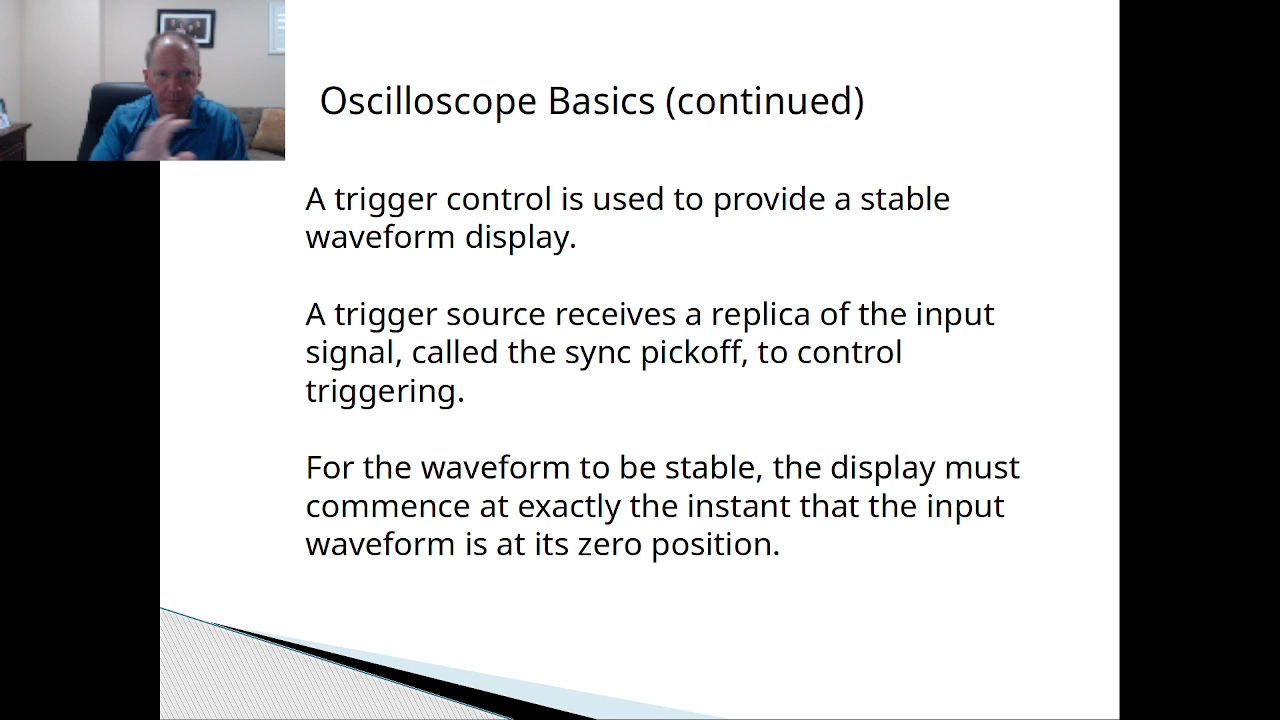 Oscilloscope Basics (continued)
A trigger control is used to provide a stable
waveform display.
A trigger source receives a replica of the input
signal, called the sync pickoff, to control
triggering.
For the waveform to be stable, the display must
commence at exactly the instant that the input
waveform is at its zero position.